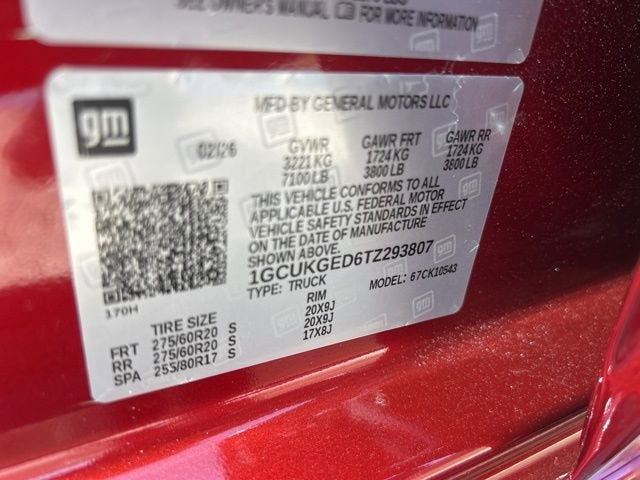 SEE OWNER'S MANUAL FOR MORE INFORMATION
gm
MFD BY GENERAL MOTORS LLC
02/26
GVWR GAWR FRT GAWR RR
3221 KG 1724 KG 1724 KG
7100 LB 3800 LB 3800 LB
THIS VEHICLE CONFORMS TO ALL
APPLICABLE U.S. FEDERAL MOTOR
VEHICLE SAFETY STANDARDS IN EFFECT
ON THE DATE OF MANUFACTURE
SHOWN ABOVE.
1GCUKGED6TZ293807
TYPE: TRUCK MODEL: 67CK10543
170H
TIRE SIZE RIM
FRT 275/60R20 S 20X9J
RR 275/60R20 S 20X9J
SPA 255/80R17 S 17X8J